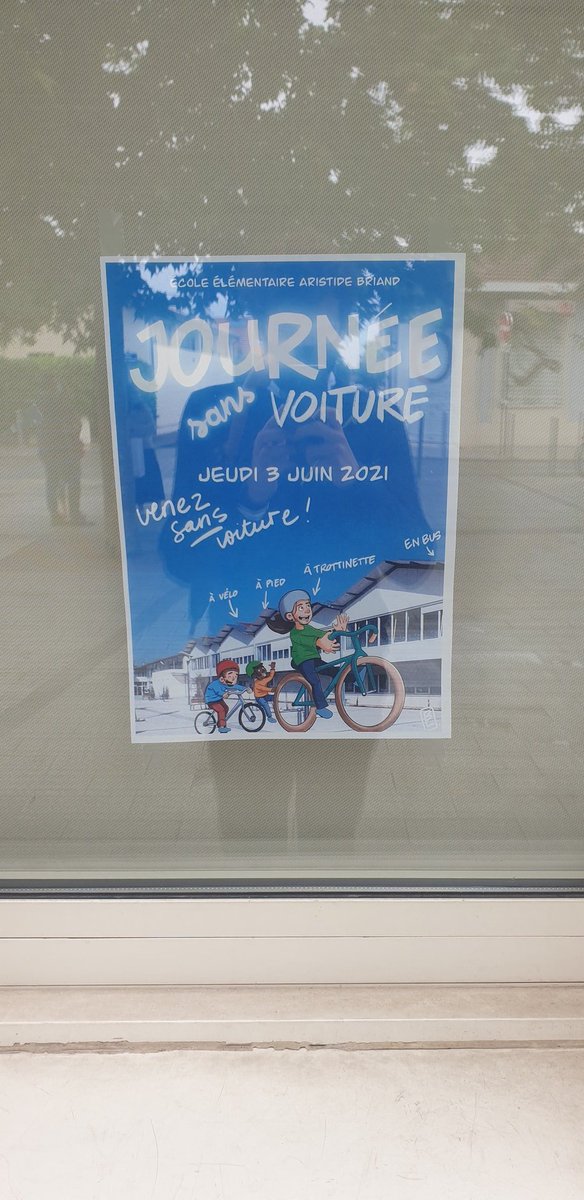 ÉCOLE ÉLÉMENTAIRE ARISTIDE BRIAND
JOURNÉE
sans VOITURE
JEUDI 3 JUIN 2021
venez
sans
voiture !
À VÉLO
À PIED
À TROTTINETTE
EN BUS